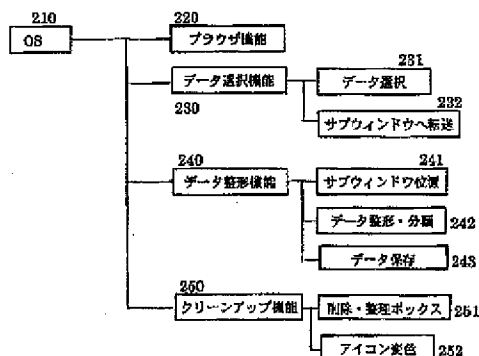 210
OS
220
ブラウザ機能
230
データ選択機能
231
データ選択
232
サブウィンドウへ転送
240
データ整形機能
241
サブウィンドウ位置
データ整形・分類 242
データ保存 243
250
クリーンアップ機能
削除・整理ボックス 251
アイコン変色 252